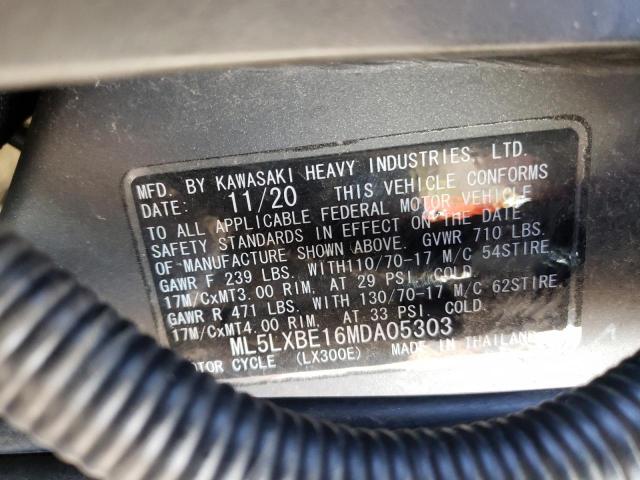 MFD. BY KAWASAKI HEAVY INDUSTRIES, LTD.
DATE: 11/20 THIS VEHICLE CONFORMS
TO ALL APPLICABLE FEDERAL MOTOR VEHICLE
SAFETY STANDARDS IN EFFECT ON THE DATE
OF MANUFACTURE SHOWN ABOVE. GVWR 710 LBS.
GAWR F 239 LBS. WITH110/70-17 M/C 54STIRE,
17M/CxMT3.00 RIM. AT 29 PSI. COLD.
GAWR R 471 LBS. WITH 130/70-17 M/C 62STIRE,
17M/CxMT4.00 RIM. AT 33 PSI. COLD.
ML5LXBE16MDA05303
MOTOR CYCLE (LX300E) MADE IN THAILAND